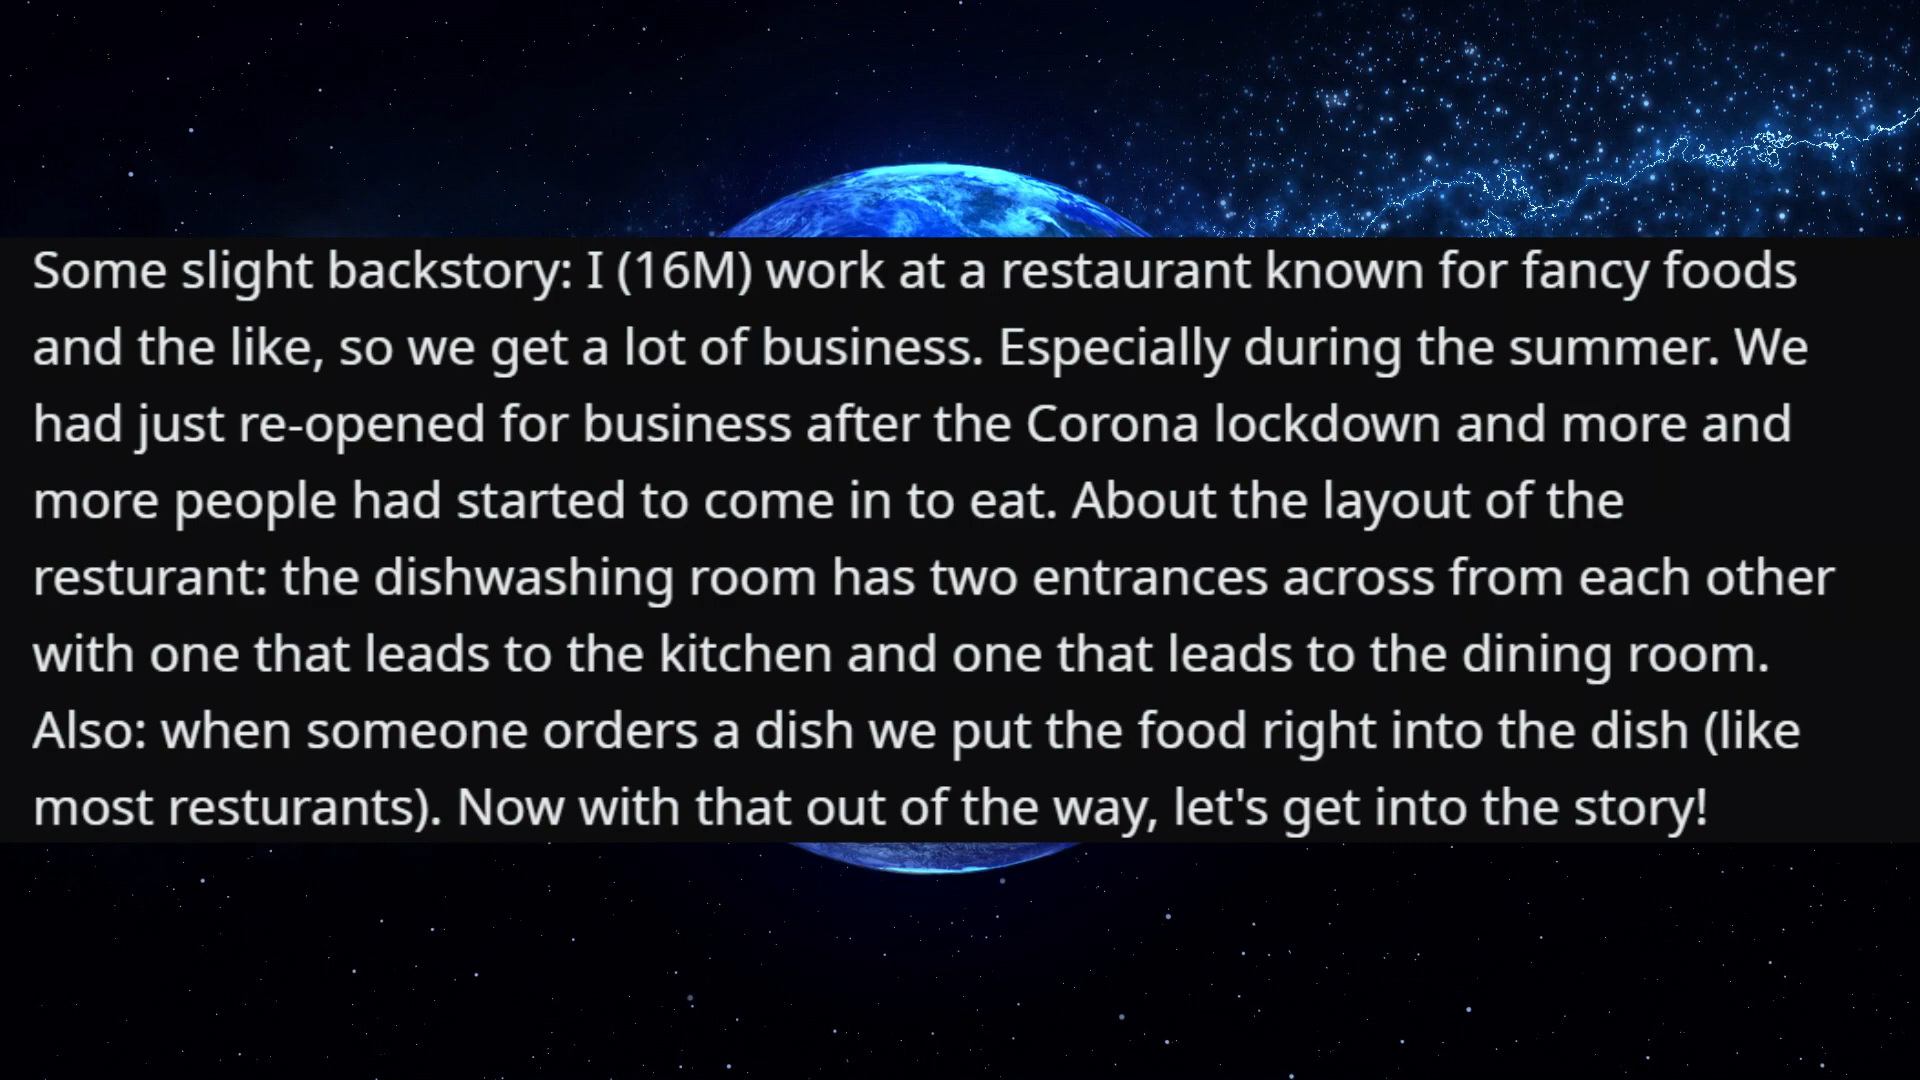 Some slight backstory: I (16M) work at a restaurant known for fancy foods
and the like, so we get a lot of business. Especially during the summer. We
had just re-opened for business after the Corona lockdown and more and
more people had started to come in to eat. About the layout of the
resturant: the dishwashing room has two entrances across from each other
with one that leads to the kitchen and one that leads to the dining room.
Also: when someone orders a dish we put the food right into the dish (like
most resturants). Now with that out of the way, let's get into the story!